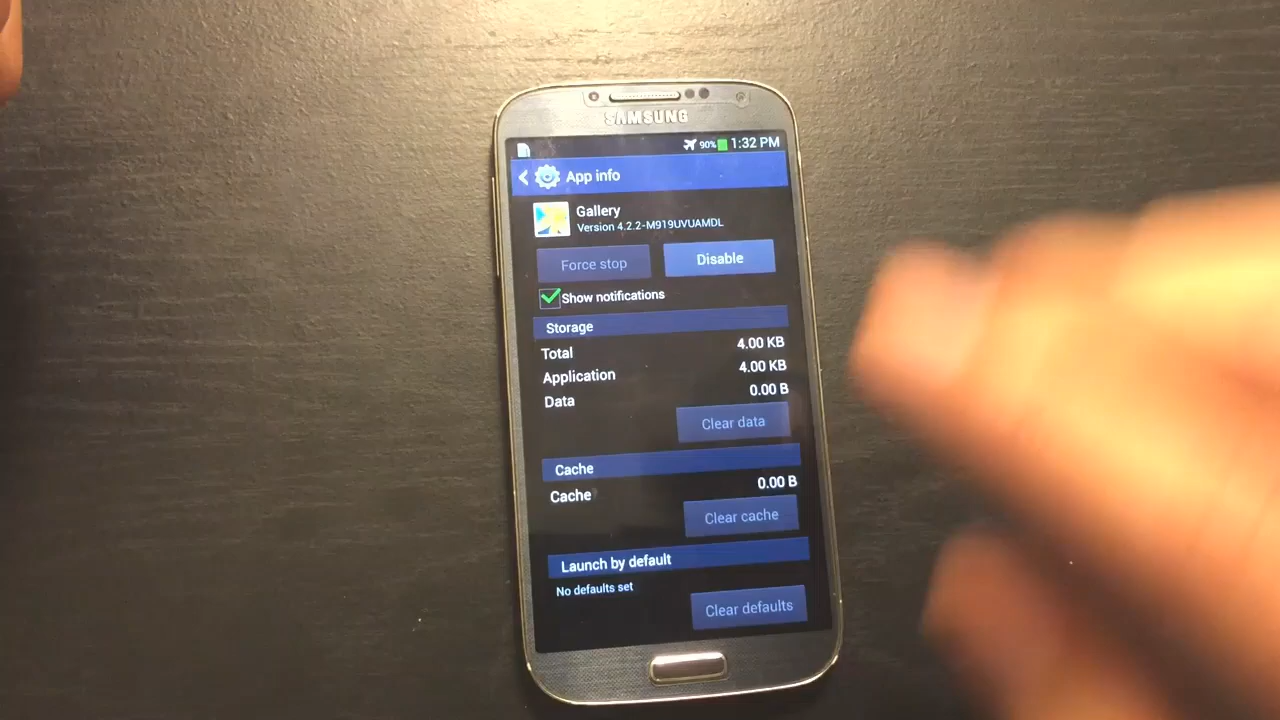 SAMSUNG
90% 1:32 PM
App info
Gallery
Version 4.2.2-M919UVUAMDL
Force stop
Disable
Show notifications
Storage
Total 4.00 KB
Application 4.00 KB
Data 0.00 B
Clear data
Cache
Cache 0.00 B
Clear cache
Launch by default
No defaults set
Clear defaults